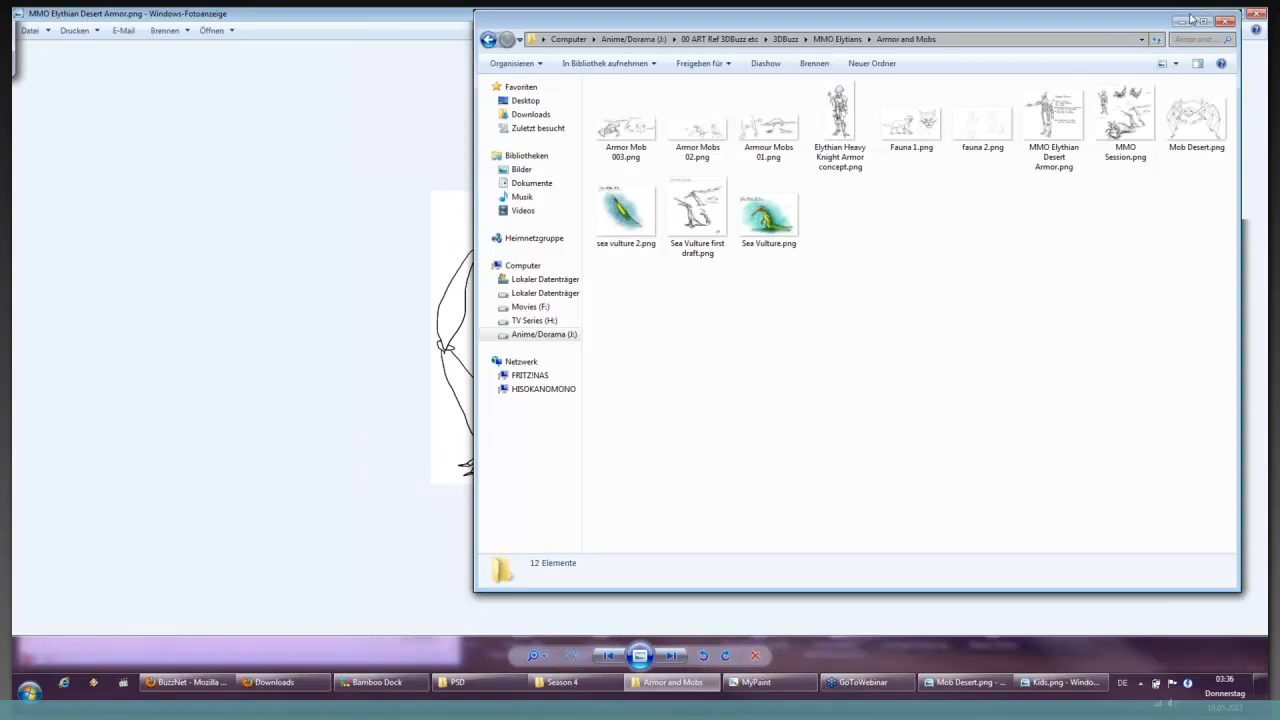 MMO Elythian Desert Armor.png - Windows-Fotoanzeige
Datei Drucken E-Mail Brennen Öffnen
Computer Anime/Dorama (J:) 00 ART Ref 3DBuzz etc 3DBuzz MMO Elytians Armor and Mobs
Armor and ...
Organisieren In Bibliothek aufnehmen Freigeben für Diashow Brennen Neuer Ordner
Favoriten
Desktop
Downloads
Zuletzt besucht
Bibliotheken
Bilder
Dokumente
Musik
Videos
Heimnetzgruppe
Computer
Lokaler Datenträger
Lokaler Datenträger
Movies (F:)
TV Series (H:)
Anime/Dorama (J:)
Netzwerk
FRITZ!NAS
HISOKANOMONO
Armor Mob
003.png
Armor Mobs
02.png
Armour Mobs
01.png
Elythian Heavy
Knight Armor
concept.png
Fauna 1.png
fauna 2.png
MMO Elythian
Desert
Armor.png
MMO
Session.png
Mob Desert.png
sea vulture 2.png
Sea Vulture first
draft.png
Sea Vulture.png
12 Elemente
BuzzNet - Mozilla ... Downloads Bamboo Dock PSD Season 4 Armor and Mobs MyPaint GoToWebinar Mob Desert.png - ... Kids.png - Windo... DE
03:36
Donnerstag